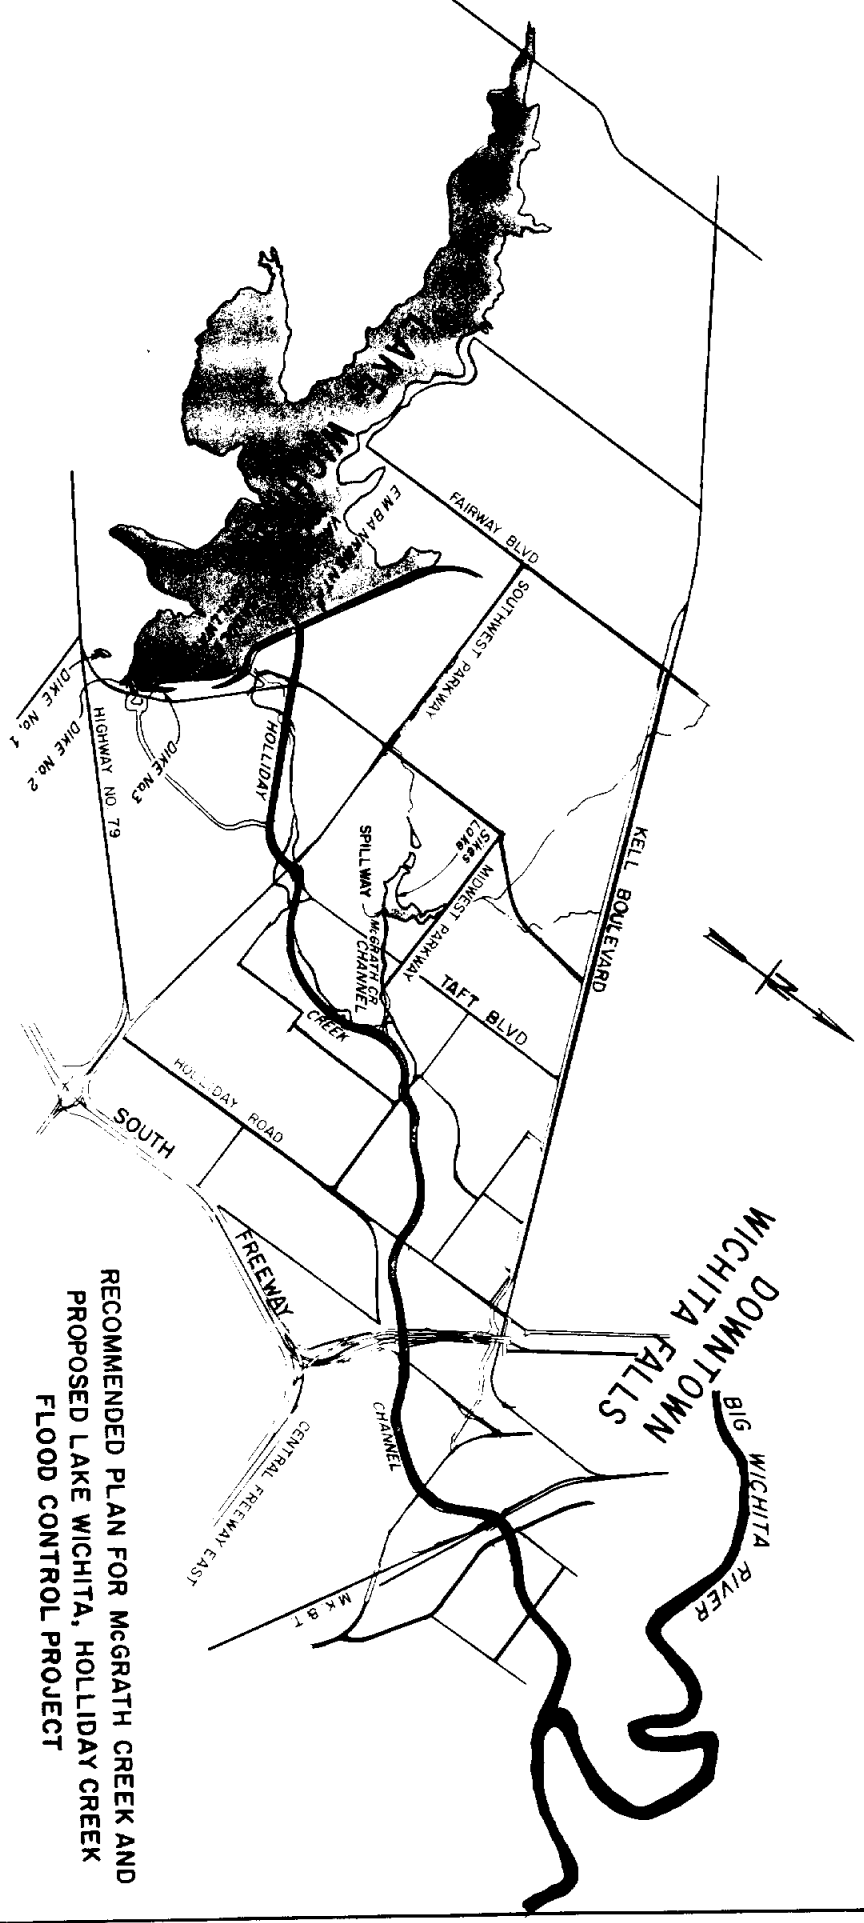 LAKE
EMBANKMENT
FAIRWAY BLVD
SOUTHWEST PARKWAY
KELL BOULEVARD
DIKE No. 1
DIKE No. 2
DIKE No.3
HIGHWAY NO. 79
HOLLIDAY
SPILLWAY
Sikes
Lake
MIDWEST PARKWAY
McGRATH CR.
CHANNEL
TAFT BLVD
CREEK
N
HOLLIDAY ROAD
SOUTH
FREEWAY
DOWNTOWN
WICHITA FALLS
BIG WICHITA RIVER
CHANNEL
CENTRAL FREEWAY EAST
M K & T
RECOMMENDED PLAN FOR McGRATH CREEK AND
PROPOSED LAKE WICHITA, HOLLIDAY CREEK
FLOOD CONTROL PROJECT